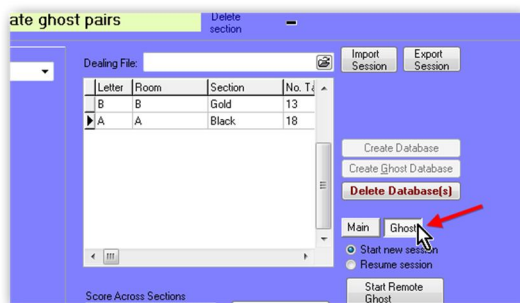 ate ghost pairs
Delete
section
Dealing File:
Import
Session
Export
Session
Letter Room Section No. Ta
B B Gold 13
A A Black 18
Create Database
Create Ghost Database
Delete Database(s)
Main Ghost
Start new session
Resume session
Start Remote
Ghost
Score Across Sections